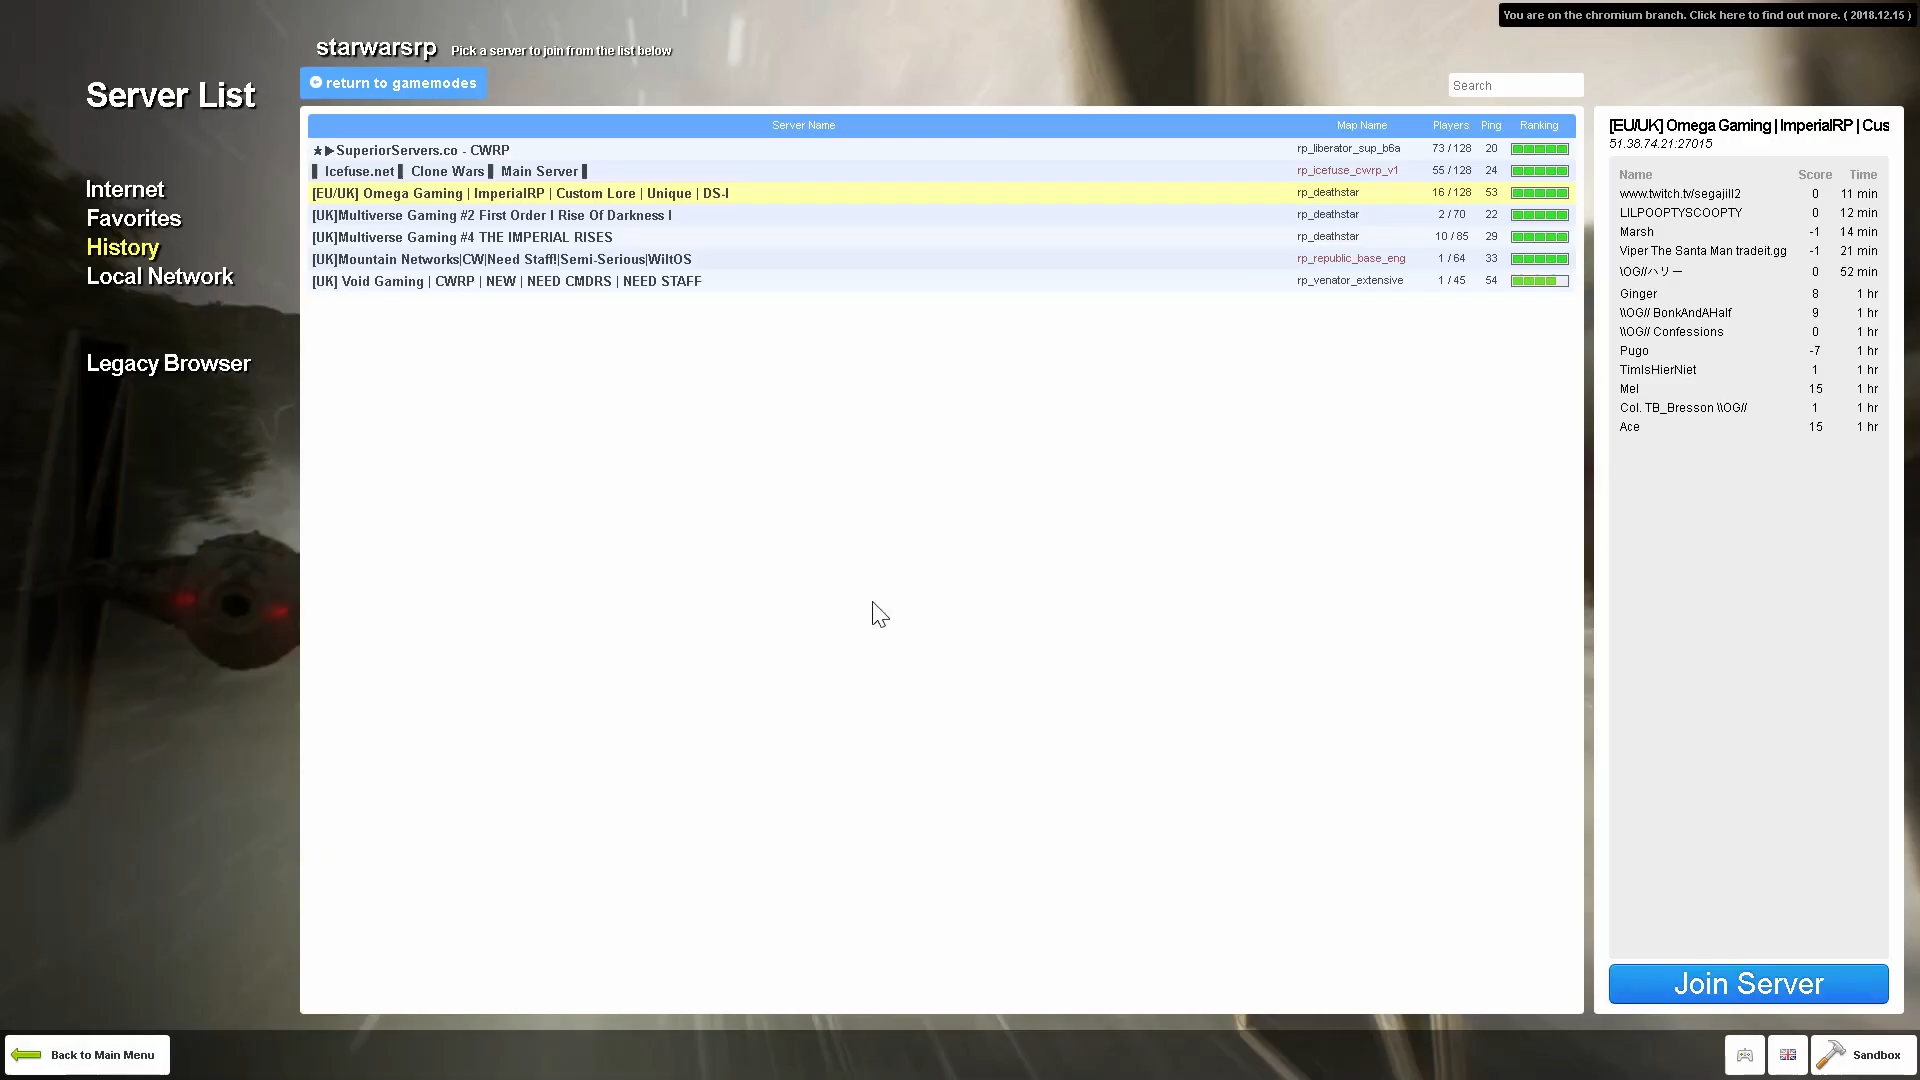 You are on the chromium branch. Click here to find out more. ( 2018.12.15 )
starwarsrp Pick a server to join from the list below
return to gamemodes
Search
Server List
Internet
Favorites
History
Local Network
Legacy Browser
Server Name Map Name Players Ping Ranking
★▶SuperiorServers.co - CWRP rp_liberator_sup_b6a 73 / 128 20
▌ Icefuse.net ▌ Clone Wars ▌ Main Server ▌ rp_icefuse_cwrp_v1 55 / 128 24
[EU/UK] Omega Gaming | ImperialRP | Custom Lore | Unique | DS-I rp_deathstar 16 / 128 53
[UK]Multiverse Gaming #2 First Order I Rise Of Darkness I rp_deathstar 2 / 70 22
[UK]Multiverse Gaming #4 THE IMPERIAL RISES rp_deathstar 10 / 85 29
[UK]Mountain Networks|CW|Need Staff!|Semi-Serious|WiltOS rp_republic_base_eng 1 / 64 33
[UK] Void Gaming | CWRP | NEW | NEED CMDRS | NEED STAFF rp_venator_extensive 1 / 45 54
[EU/UK] Omega Gaming | ImperialRP | Cus
51.38.74.21:27015
Name Score Time
www.twitch.tv/segajill2 0 11 min
LILPOOPTYSCOOPTY 0 12 min
Marsh -1 14 min
Viper The Santa Man tradeit.gg -1 21 min
\OG//ハリー 0 52 min
Ginger 8 1 hr
\\OG// BonkAndAHalf 9 1 hr
\\OG// Confessions 0 1 hr
Pugo -7 1 hr
TimIsHierNiet 1 1 hr
Mel 15 1 hr
Col. TB_Bresson \\OG// 1 1 hr
Ace 15 1 hr
Join Server
Back to Main Menu
Sandbox